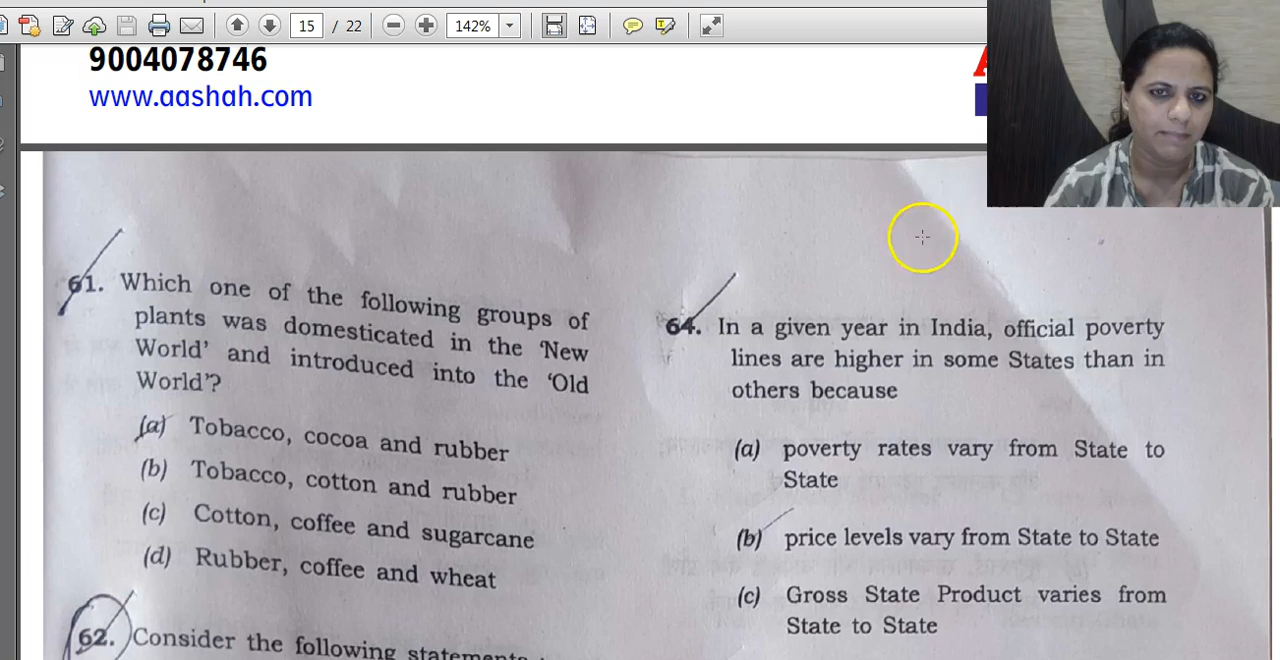 15 / 22
142%
9004078746
www.aashah.com
61. Which one of the following groups of
plants was domesticated in the 'New
World' and introduced into the 'Old
World'?
(a) Tobacco, cocoa and rubber
(b) Tobacco, cotton and rubber
(c) Cotton, coffee and sugarcane
(d) Rubber, coffee and wheat
62. Consider the following statements
64. In a given year in India, official poverty
lines are higher in some States than in
others because
(a) poverty rates vary from State to
State
(b) price levels vary from State to State
(c) Gross State Product varies from
State to State